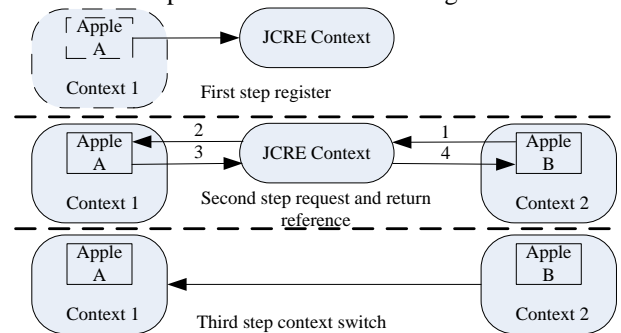 Apple
A
JCRE Context
Context 1
First step register
Apple
A
2
3
JCRE Context
1
4
Apple
B
Context 1
Second step request and return
reference
Context 2
Apple
A
Apple
B
Context 1
Third step context switch
Context 2